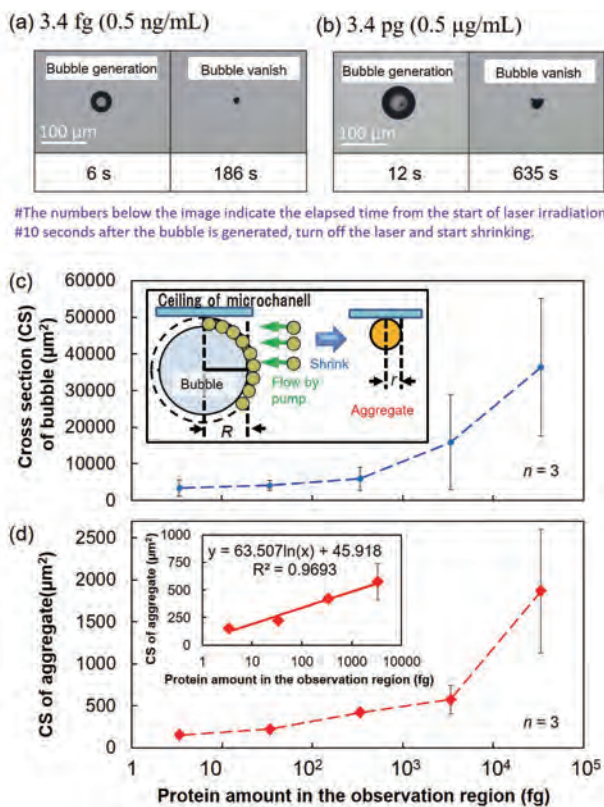 (a) 3.4 fg (0.5 ng/mL)
Bubble generation
Bubble vanish
100 μm
6 s
186 s
(b) 3.4 pg (0.5 μg/mL)
Bubble generation
Bubble vanish
100 μm
12 s
635 s
#The numbers below the image indicate the elapsed time from the start of laser irradiation
#10 seconds after the bubble is generated, turn off the laser and start shrinking.
(c)
Cross section (CS)
of bubble (μm²)
60000
50000
40000
30000
20000
10000
0
Ceiling of microchanell
Bubble
R
Flow by
pump
Shrink
r
Aggregate
n = 3
(d)
CS of aggregate(μm²)
2500
2000
1500
1000
500
0
CS of aggregate (μm²)
1000
750
500
250
0
y = 63.507ln(x) + 45.918
R² = 0.9693
1 10 100 1000 10000
Protein amount in the observation region (fg)
n = 3
1 10 10² 10³ 10⁴ 10⁵
Protein amount in the observation region (fg)